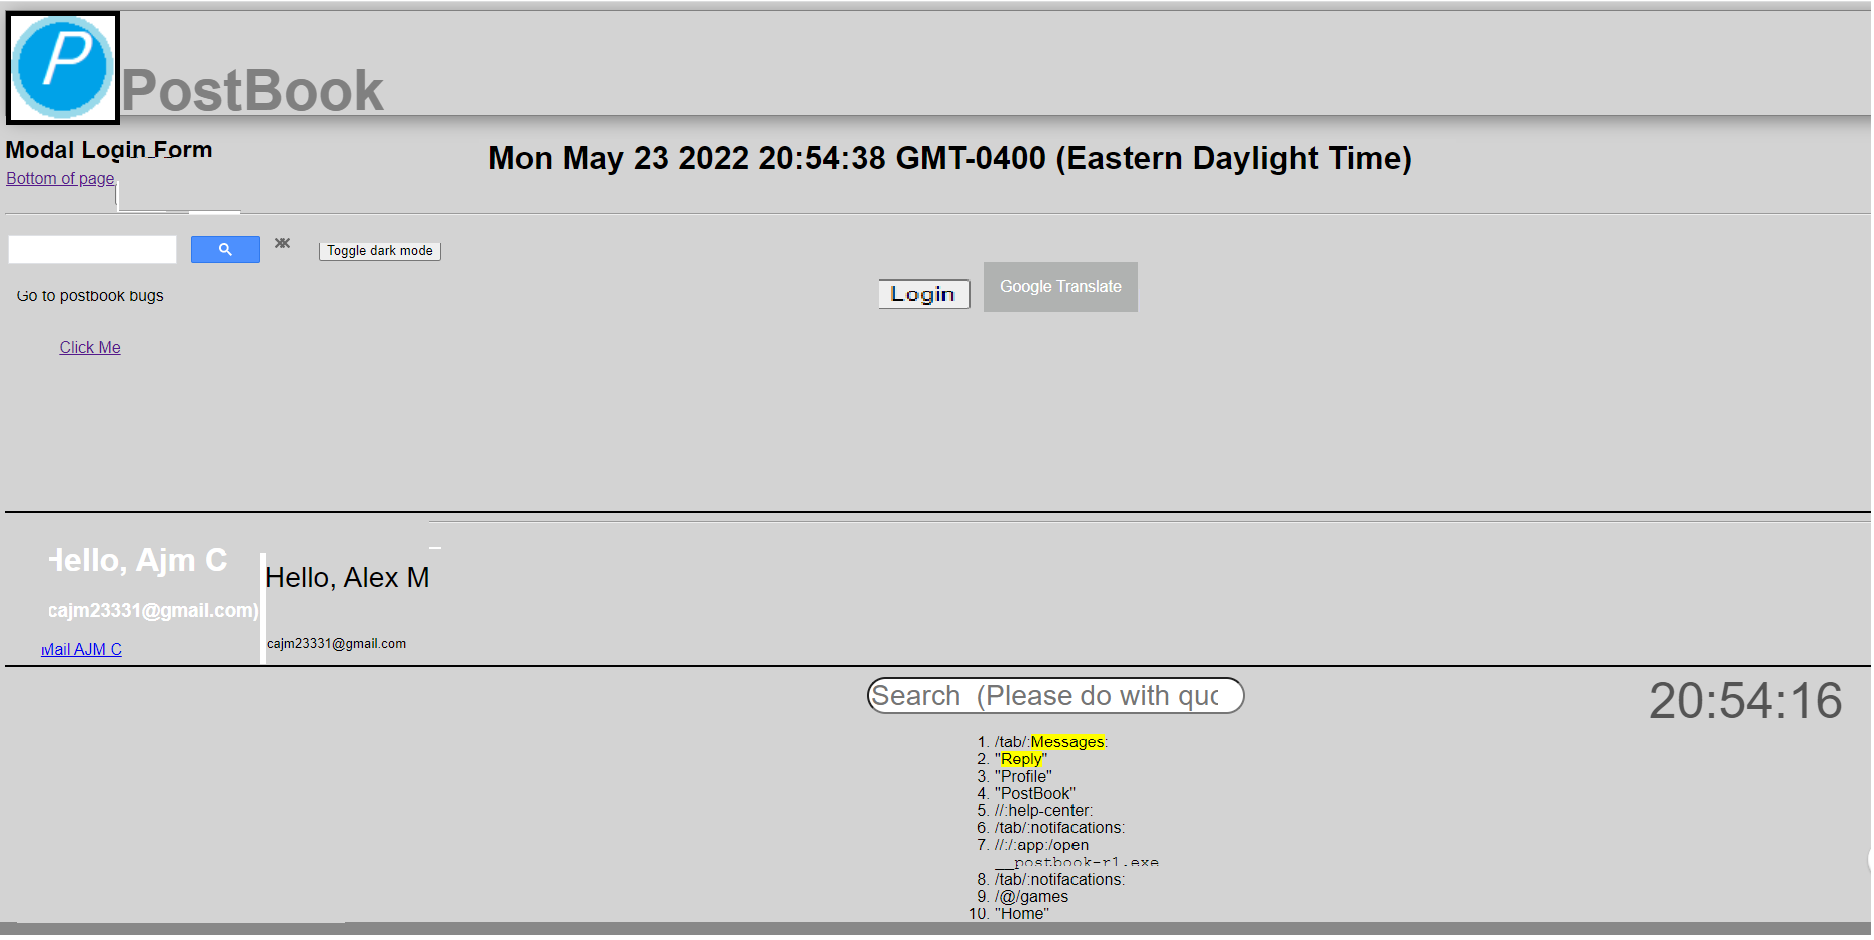 P
PostBook
Modal Login Form
Mon May 23 2022 20:54:38 GMT-0400 (Eastern Daylight Time)
Bottom of page
Toggle dark mode
Go to postbook bugs
Login
Google Translate
Click Me
Hello, Ajm C
(cajm23331@gmail.com)
Mail AJM C
Hello, Alex M
cajm23331@gmail.com
Search (Please do with quo
20:54:16
1. /tab/:Messages:
2. "Reply"
3. "Profile"
4. "PostBook"
5. //:help-center:
6. /tab/:notifacations:
7. //:/:app:/open
__postbook-r1.exe
8. /tab/:notifacations:
9. /@/games
10. "Home"